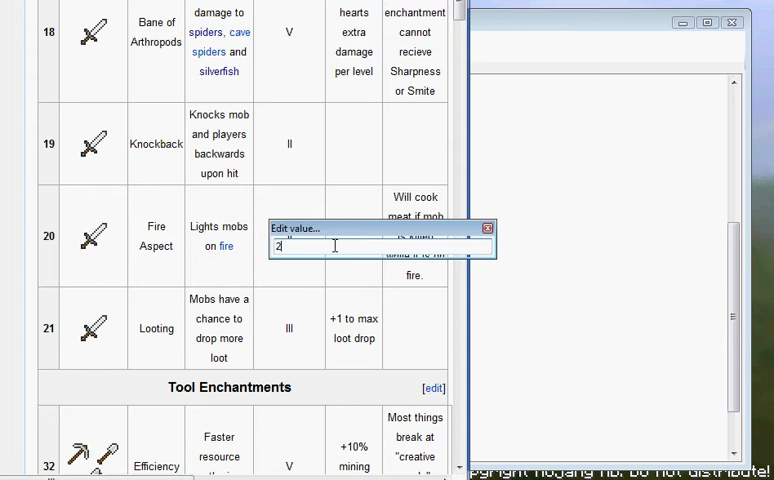 18
Bane of
Arthropods
damage to
spiders, cave
spiders and
silverfish
V
hearts
extra
damage
per level
enchantment
cannot
recieve
Sharpness
or Smite
19
Knockback
Knocks mob
and players
backwards
upon hit
II
20
Fire
Aspect
Lights mobs
on fire
Will cook
meat if mob
fire.
Edit value...
2
21
Looting
Mobs have a
chance to
drop more
loot
III
+1 to max
loot drop
Tool Enchantments
[edit]
32
Efficiency
Faster
resource
V
+10%
mining
Most things
break at
"creative
Mojang AB. Do not distribute!